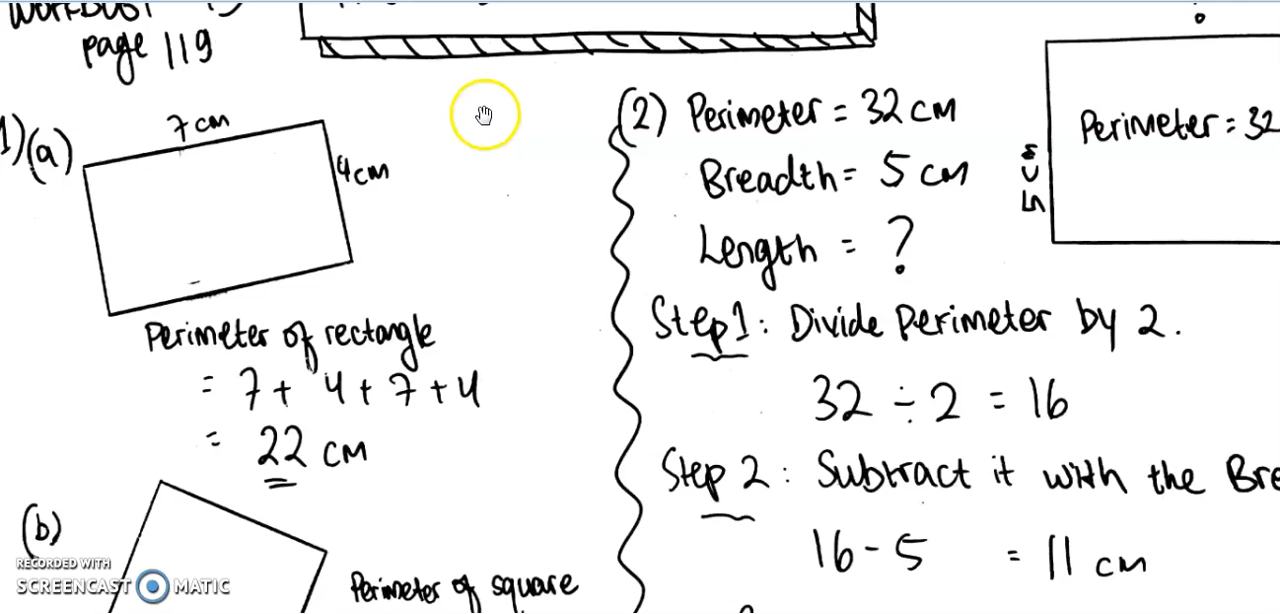 page 119
1)(a)
7 cm
4cm
Perimeter of rectangle
= 7 + 4 + 7 + 4
= 22 cm
(b)
Perimeter of square
(2) Perimeter = 32 cm
Breadth = 5 cm
Length = ?
Step 1 : Divide Perimeter by 2.
32 ÷ 2 = 16
Step 2 : Subtract it with the Bre
16 - 5 = 11 cm
?
Perimeter = 32
5 cm
RECORDED WITH
SCREENCAST MATIC